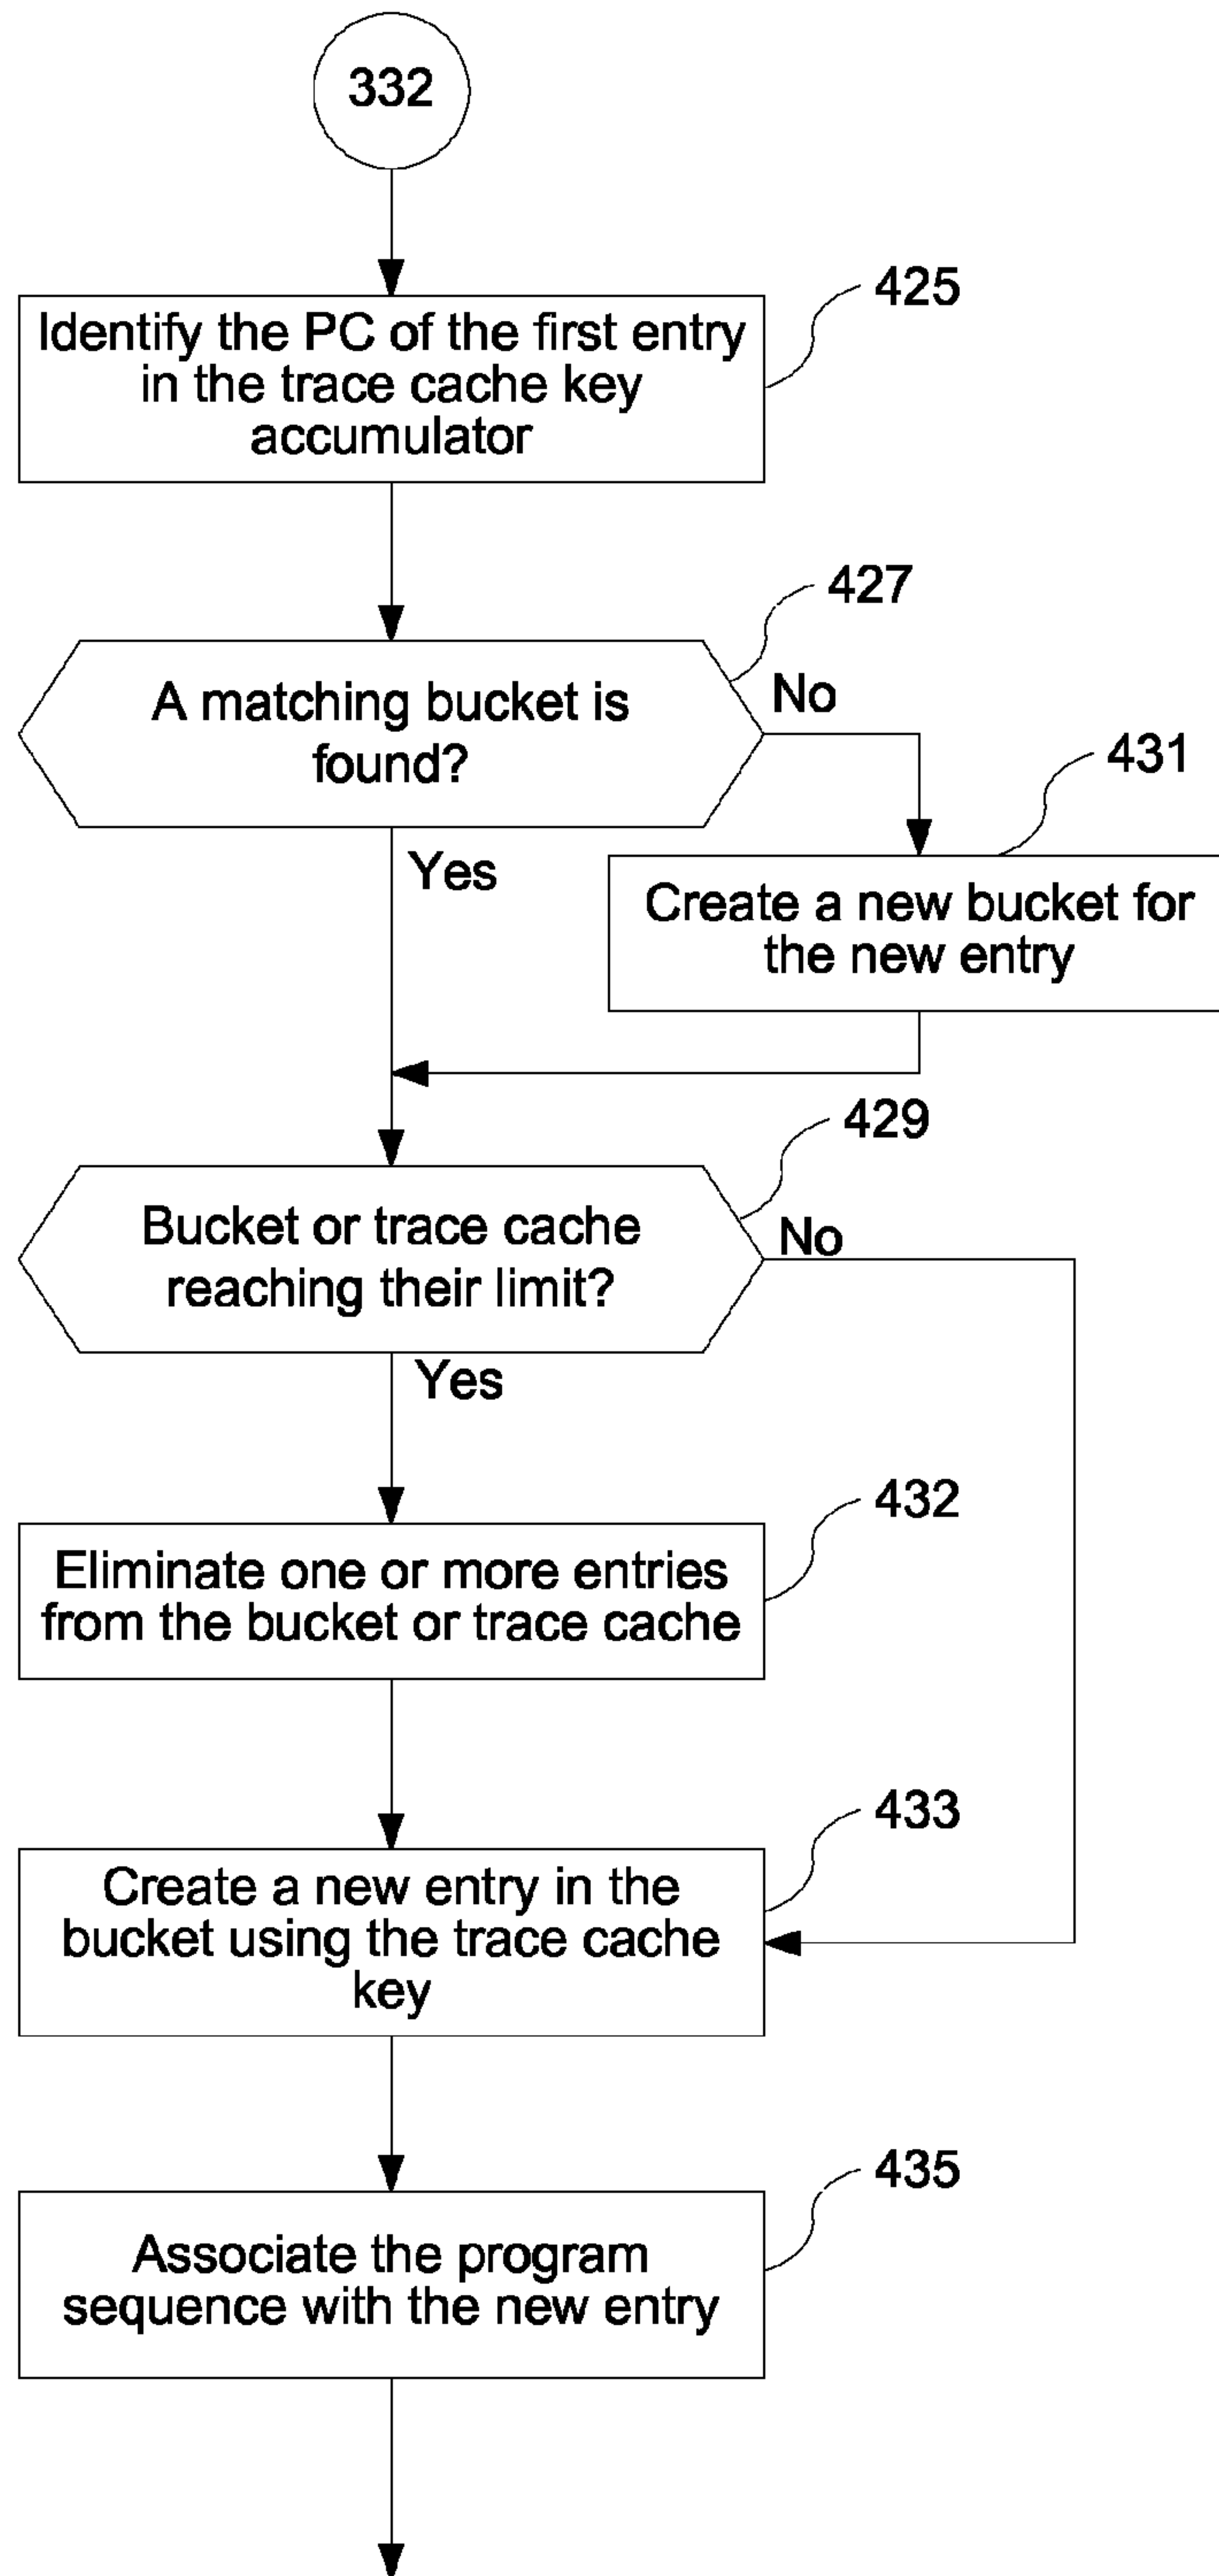 332
425
Identify the PC of the first entry
in the trace cache key
accumulator
427
A matching bucket is
found?
No
431
Yes
Create a new bucket for
the new entry
429
Bucket or trace cache
reaching their limit?
No
Yes
432
Eliminate one or more entries
from the bucket or trace cache
433
Create a new entry in the
bucket using the trace cache
key
435
Associate the program
sequence with the new entry